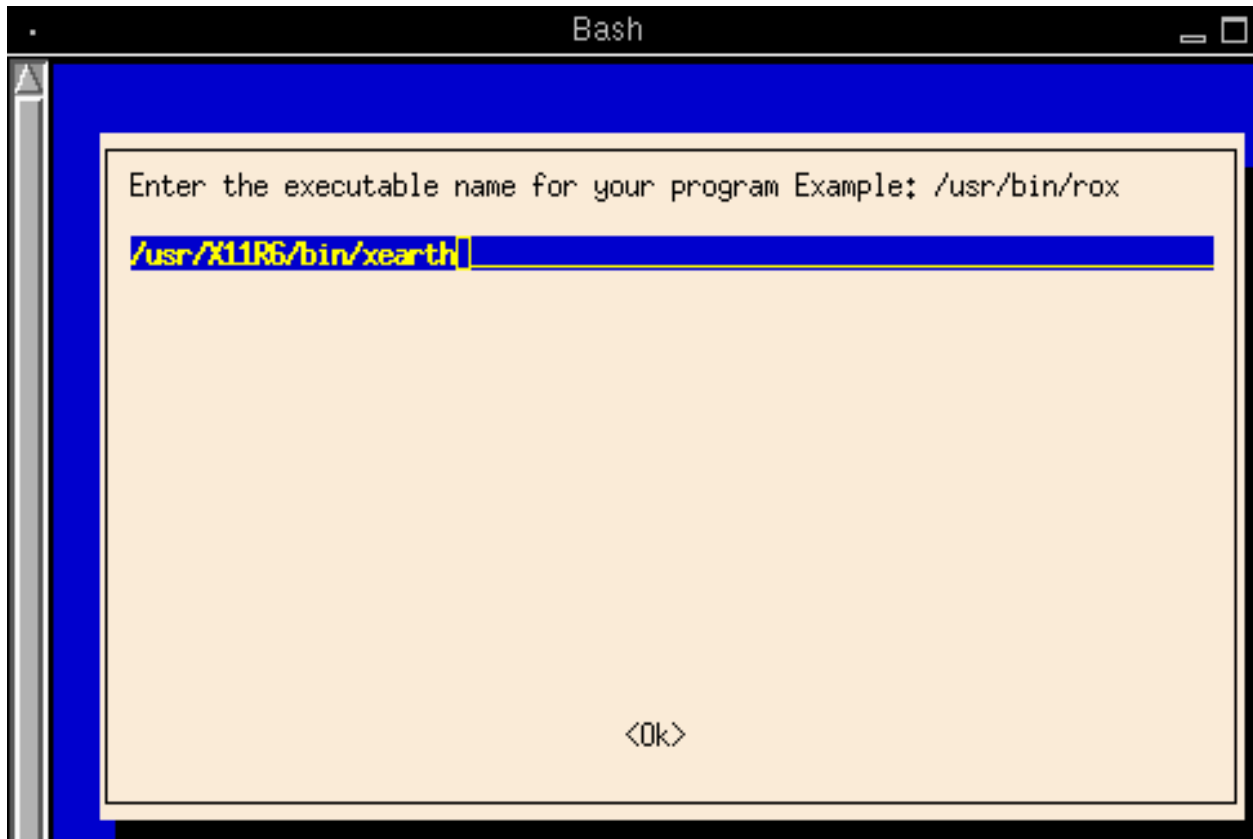 Bash
Enter the executable name for your program Example: /usr/bin/rox
/usr/X11R6/bin/xearth
<Ok>